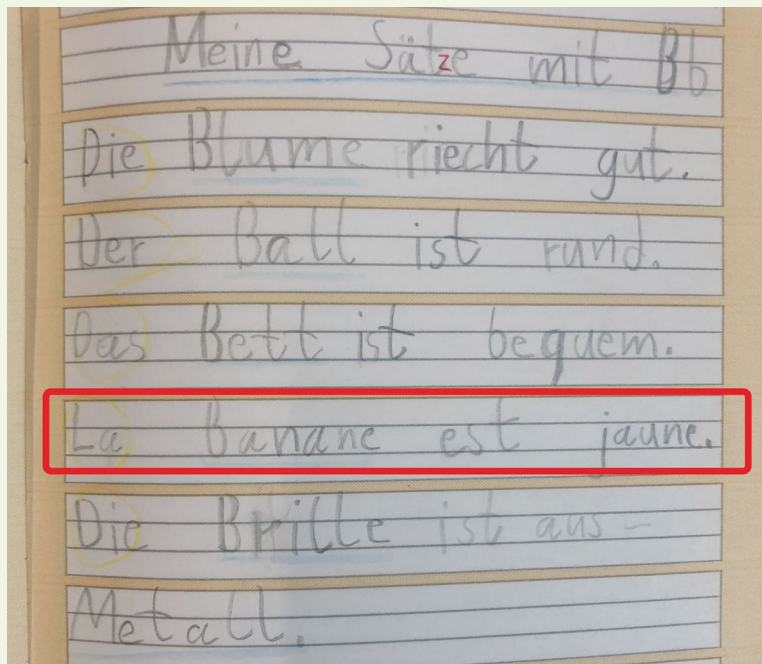 Meine Sätze mit Bb
Die Blume riecht gut.
Der Ball ist rund.
Das Bett ist bequem.
La Banane est jaune.
Die Brille ist aus-
Metall.